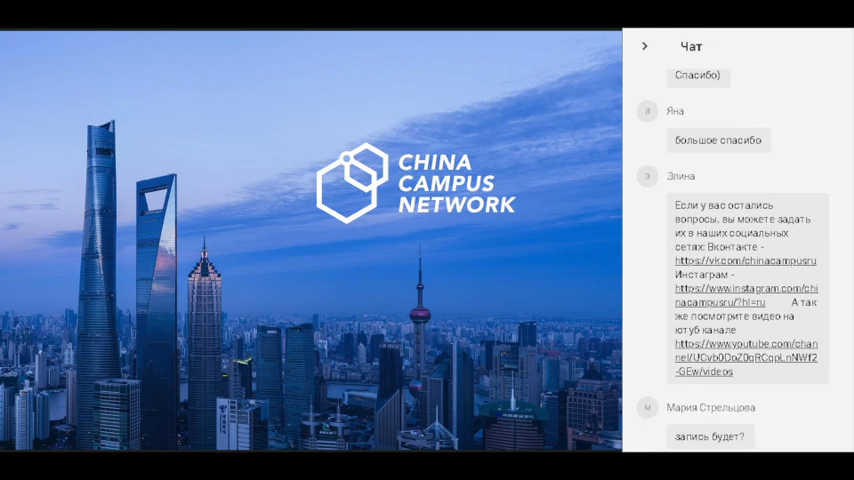 CHINA
CAMPUS
NETWORK
Чат
Спасибо)
Я
Яна
большое спасибо
Э
Элина
Если у вас остались
вопросы, вы можете задать
их в наших социальных
сетях: Вконтакте -
https://vk.com/chinacampusru
Инстаграм -
https://www.instagram.com/chi
nacampusru/?hl=ru А так
же посмотрите видео на
ютуб канале
https://www.youtube.com/chan
nel/UCvb0DoZ0qRCqpLnNWf2
-GEw/videos
М
Мария Стрельцова
запись будет?